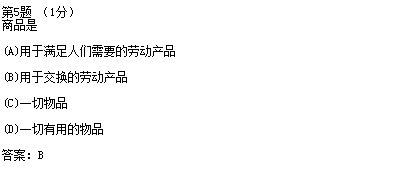 第5题 (1分)
商品是
(A)用于满足人们需要的劳动产品
(B)用于交换的劳动产品
(C)一切物品
(D)一切有用的物品
答案: B